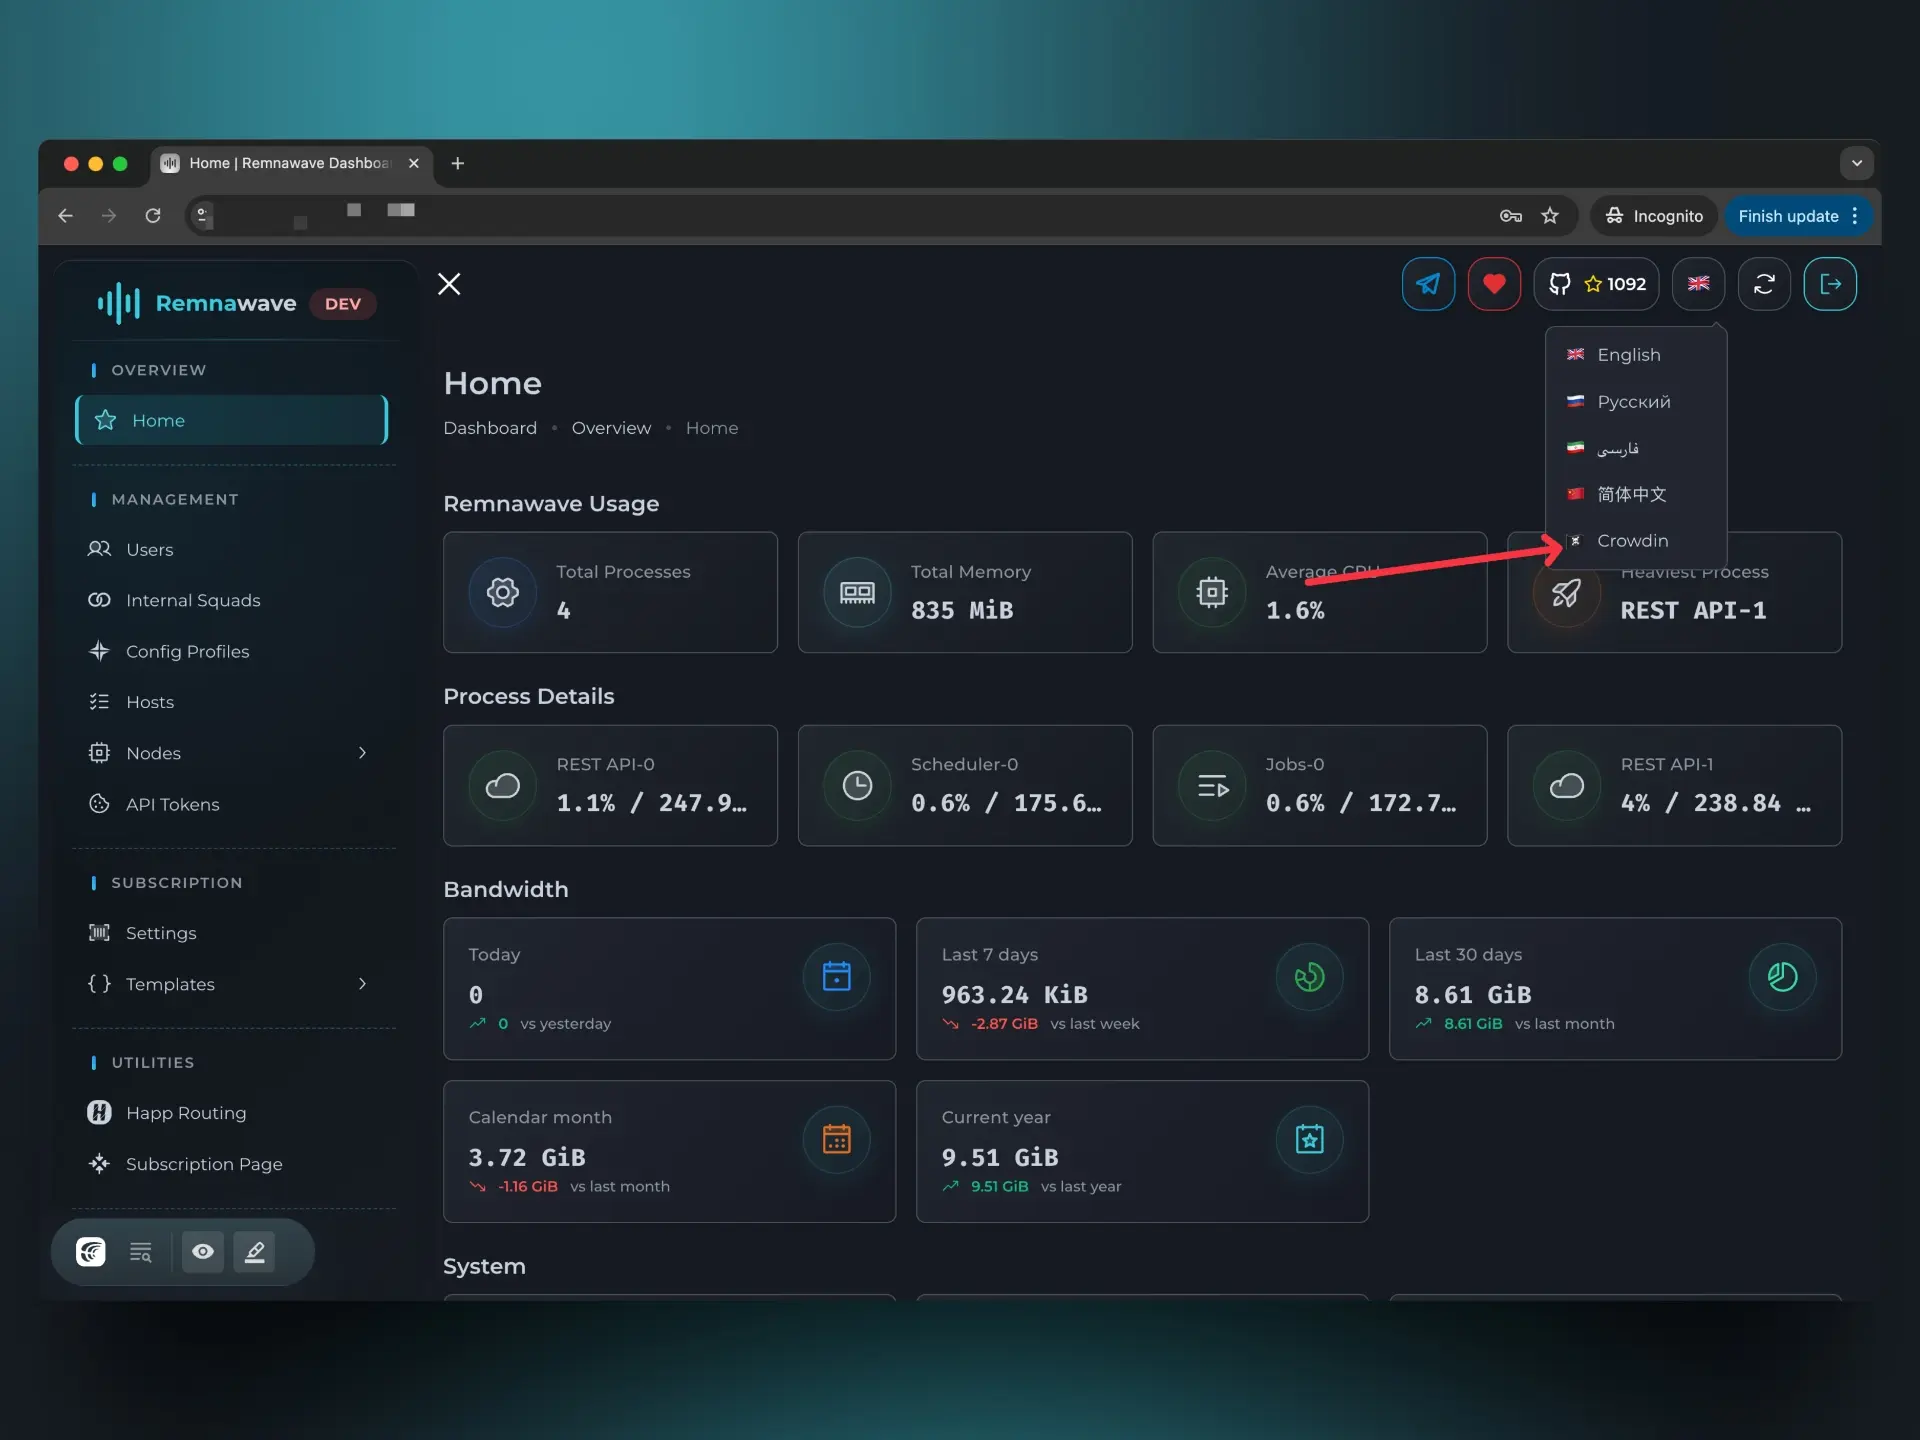 Home | Remnawave Dashboa
Incognito
Finish update
Remnawave DEV
1092
OVERVIEW
Home
MANAGEMENT
Users
Internal Squads
Config Profiles
Hosts
Nodes
API Tokens
SUBSCRIPTION
Settings
Templates
UTILITIES
Happ Routing
Subscription Page
English
Русский
فارسی
简体中文
Crowdin
Home
Dashboard • Overview • Home
Remnawave Usage
Total Processes
4
Total Memory
835 MiB
Average CPU
1.6%
Heaviest Process
REST API-1
Process Details
REST API-0
1.1% / 247.9…
Scheduler-0
0.6% / 175.6…
Jobs-0
0.6% / 172.7…
REST API-1
4% / 238.84 …
Bandwidth
Today
0
0 vs yesterday
Last 7 days
963.24 KiB
-2.87 GiB vs last week
Last 30 days
8.61 GiB
8.61 GiB vs last month
Calendar month
3.72 GiB
-1.16 GiB vs last month
Current year
9.51 GiB
9.51 GiB vs last year
System